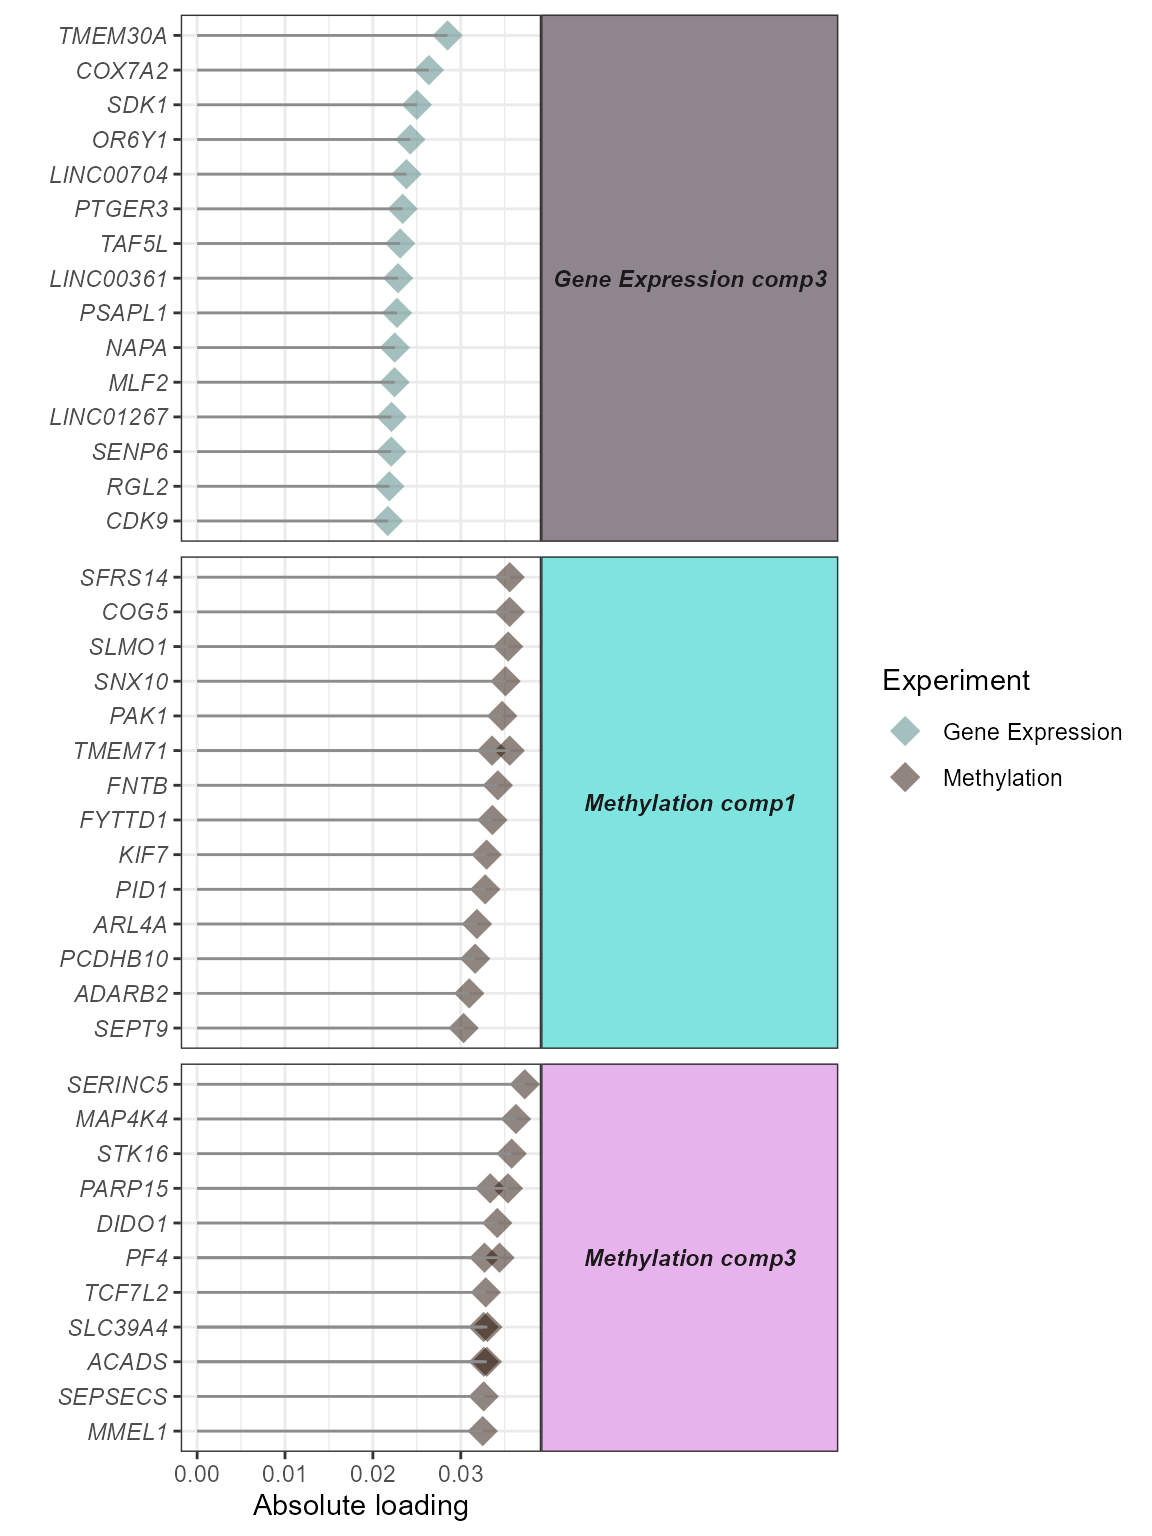 TMEM30A
COX7A2
SDK1
OR6Y1
LINC00704
PTGER3
TAF5L
LINC00361
PSAPL1
NAPA
MLF2
LINC01267
SENP6
RGL2
CDK9
Gene Expression comp3
SFRS14
COG5
SLMO1
SNX10
PAK1
TMEM71
FNTB
FYTTD1
KIF7
PID1
ARL4A
PCDHB10
ADARB2
SEPT9
Methylation comp1
SERINC5
MAP4K4
STK16
PARP15
DIDO1
PF4
TCF7L2
SLC39A4
ACADS
SEPSECS
MMEL1
Methylation comp3
0.00 0.01 0.02 0.03
Absolute loading
Experiment
Gene Expression
Methylation